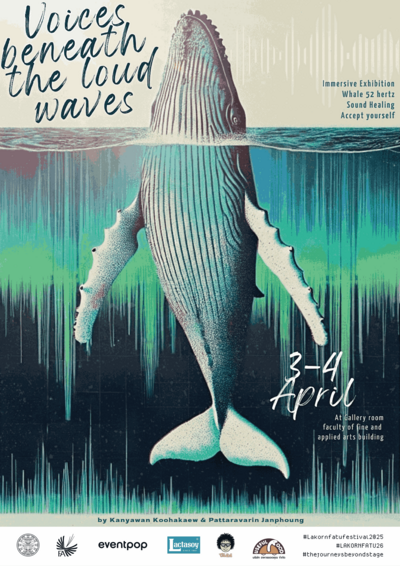 Voices
beneath
the loud
waves
Immersive Exhibition
Whale 52 hertz
Sound Healing
Accept yourself
3-4
April
At Gallery room
faculty of fine and
applied arts building
by Kanyawan Koohakaew & Pattaravarin Janphoung
FA
eventpop
Lactasoy
#Lakornfatufestival2025
#LAKORNFATU26
#thejourneysbeyondstage